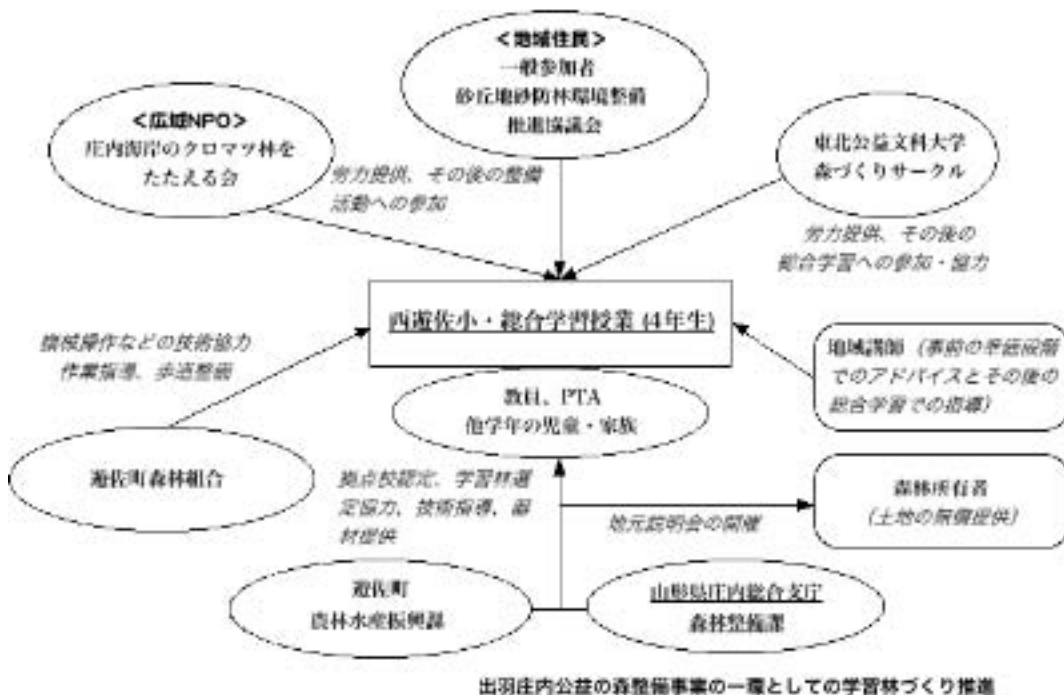 ＜地域住民＞
一般参加者
砂丘地砂防林環境整備
推進協議会
＜広域NPO＞
庄内海岸のクロマツ林を
たたえる会
東北公益文科大学
森づくりサークル
労力提供、その後の整備
活動への参加
労力提供、その後の
総合学習への参加・協力
西遊佐小・総合学習授業 (4年生)
機械操作などの技術協力
作業指導、歩道整備
地域講師（事前の準備段階
でのアドバイスとその後の
総合学習での指導）
教員、PTA
他学年の児童・家族
遊佐町森林組合
拠点校認定、学習林選
定協力、技術指導、器
材提供
地元説明会の開催
森林所有者
（土地の無償提供）
遊佐町
農林水産振興課
山形県庄内総合支庁
森林整備課
出羽庄内公益の森整備事業の一環としての学習林づくり推進